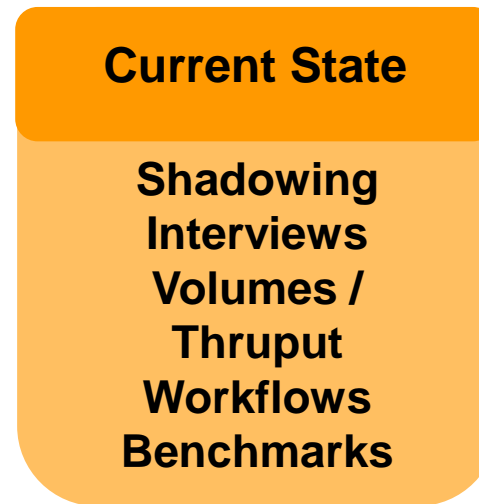 Current State
Shadowing
Interviews
Volumes /
Thruput
Workflows
Benchmarks